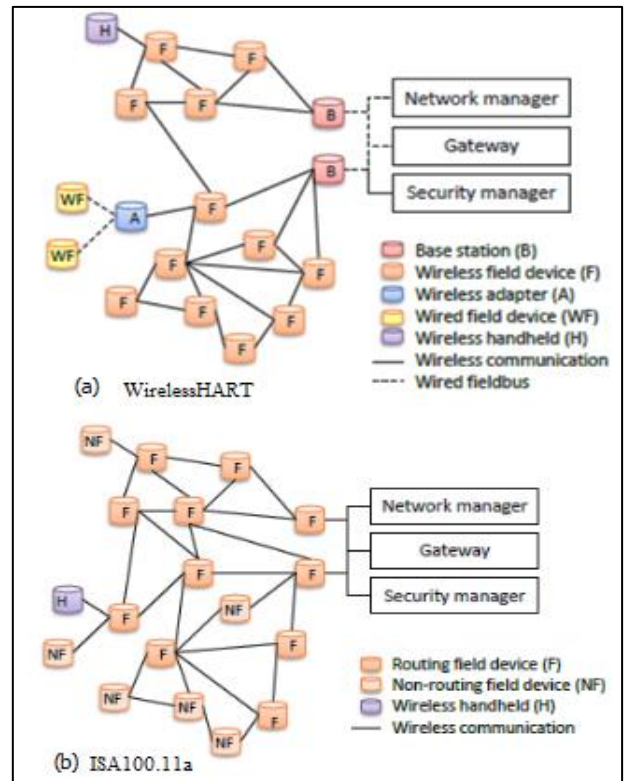 H
F
F
F
F
B
Network manager
Gateway
B
Security manager
WF
A
F
WF
F
F
F
F
F
F
F
Base station (B)
Wireless field device (F)
Wireless adapter (A)
Wired field device (WF)
Wireless handheld (H)
Wireless communication
Wired fieldbus
(a) WirelessHART
NF
F
F
F
F
F
Network manager
Gateway
Security manager
F
F
H
F
NF
NF
F
F
NF
NF
F
NF
Routing field device (F)
Non-routing field device (NF)
Wireless handheld (H)
Wireless communication
(b) ISA100.11a